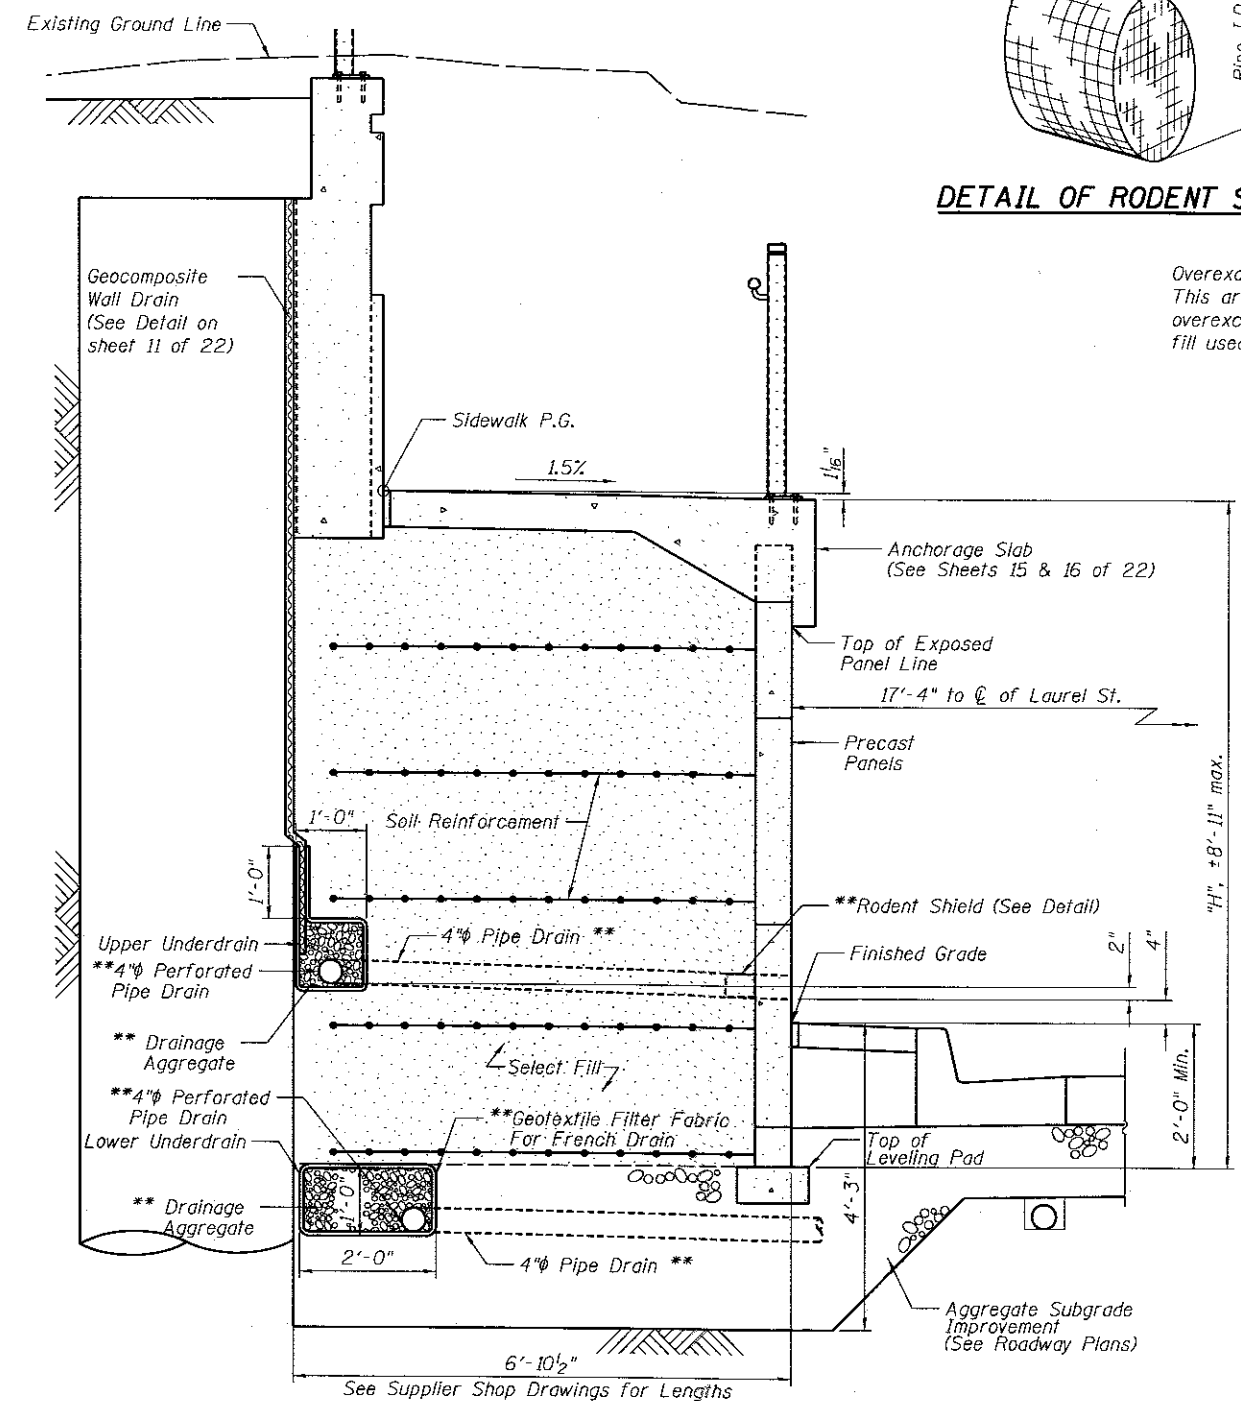 Existing Ground Line
Pipe I.D.
DETAIL OF RODENT S
Geocomposite
Wall Drain
(See Detail on
sheet 11 of 22)
Overexca
This ar
overexc
fill used
Sidewalk P.G.
1.5%
1 1/16"
Anchorage Slab
(See Sheets 15 & 16 of 22)
Top of Exposed
Panel Line
17'-4" to ℄ of Laurel St.
Precast
Panels
"H", ±8'-11" max.
1'-0"
Soil Reinforcement
1'-0"
**Rodent Shield (See Detail)
Upper Underdrain
4"ϕ Pipe Drain **
Finished Grade
2"
4"
**4"ϕ Perforated
Pipe Drain
** Drainage
Aggregate
Select Fill
2'-0" Min.
**4"ϕ Perforated
Pipe Drain
**Geotextile Filter Fabric
For French Drain
Lower Underdrain
Top of
Leveling Pad
** Drainage
Aggregate
1'-0"
4'-3"
2'-0"
4"ϕ Pipe Drain **
Aggregate Subgrade
Improvement
(See Roadway Plans)
6'-10 1/2"
See Supplier Shop Drawings for Lengths